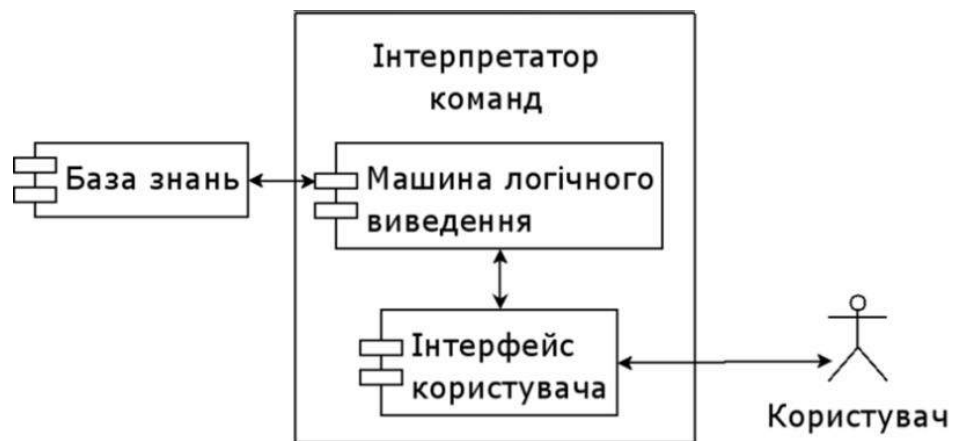 Інтерпретатор
команд
База знань
Машина логічного
виведення
Інтерфейс
користувача
Користувач